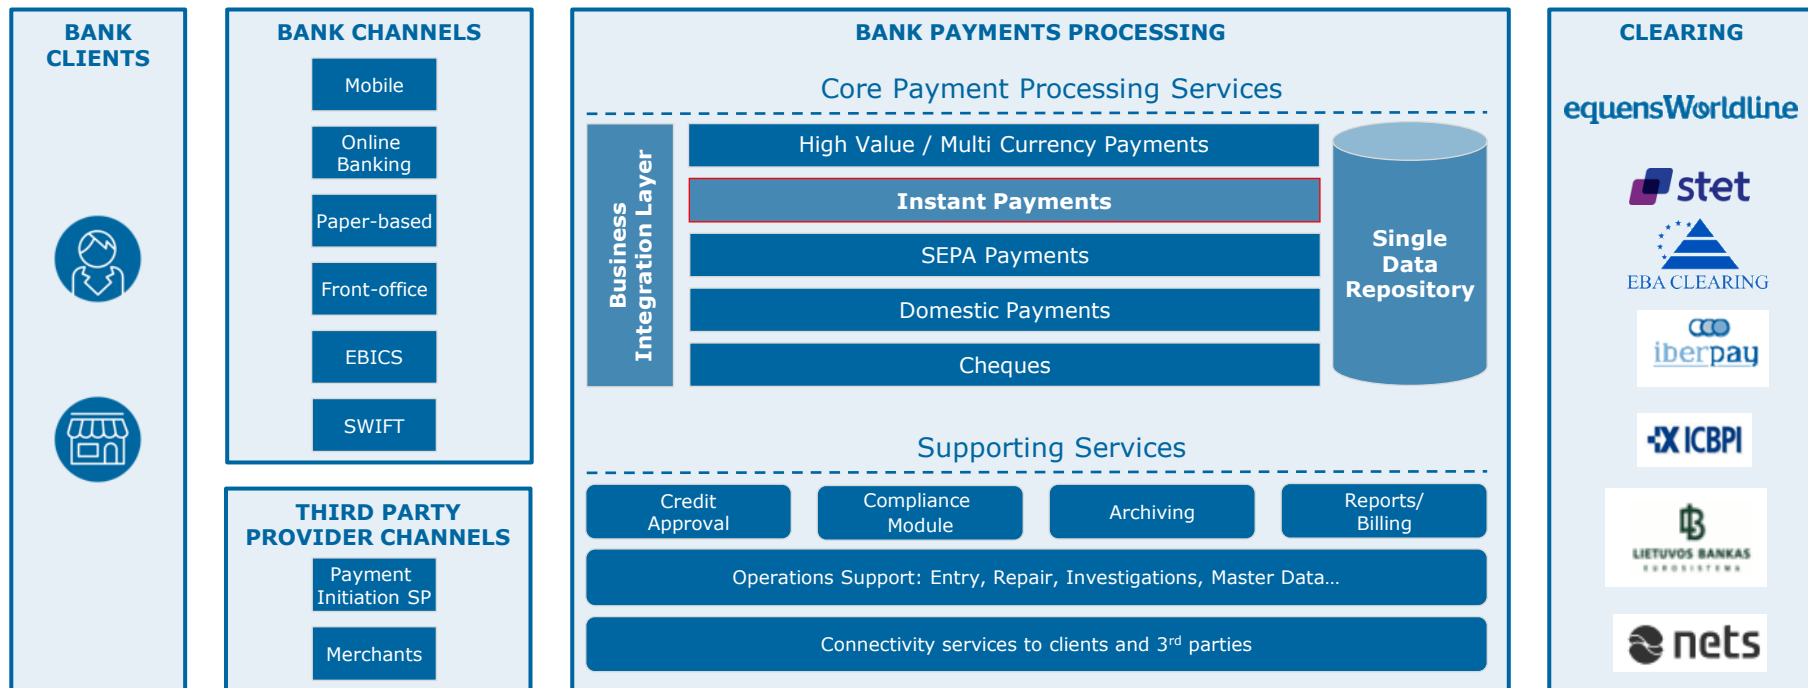 BANK
CLIENTS
BANK CHANNELS
Mobile
Online
Banking
Paper-based
Front-office
EBICS
SWIFT
THIRD PARTY
PROVIDER CHANNELS
Payment
Initiation SP
Merchants
BANK PAYMENTS PROCESSING
Core Payment Processing Services
Business
Integration Layer
High Value / Multi Currency Payments
Instant Payments
SEPA Payments
Domestic Payments
Cheques
Single
Data
Repository
Supporting Services
Credit
Approval
Compliance
Module
Archiving
Reports/
Billing
Operations Support: Entry, Repair, Investigations, Master Data…
Connectivity services to clients and 3rd parties
CLEARING
equensWorldline
stet
EBA CLEARING
iberpay
ICBPI
LIETUVOS BANKAS
EUROSISTEMA
nets